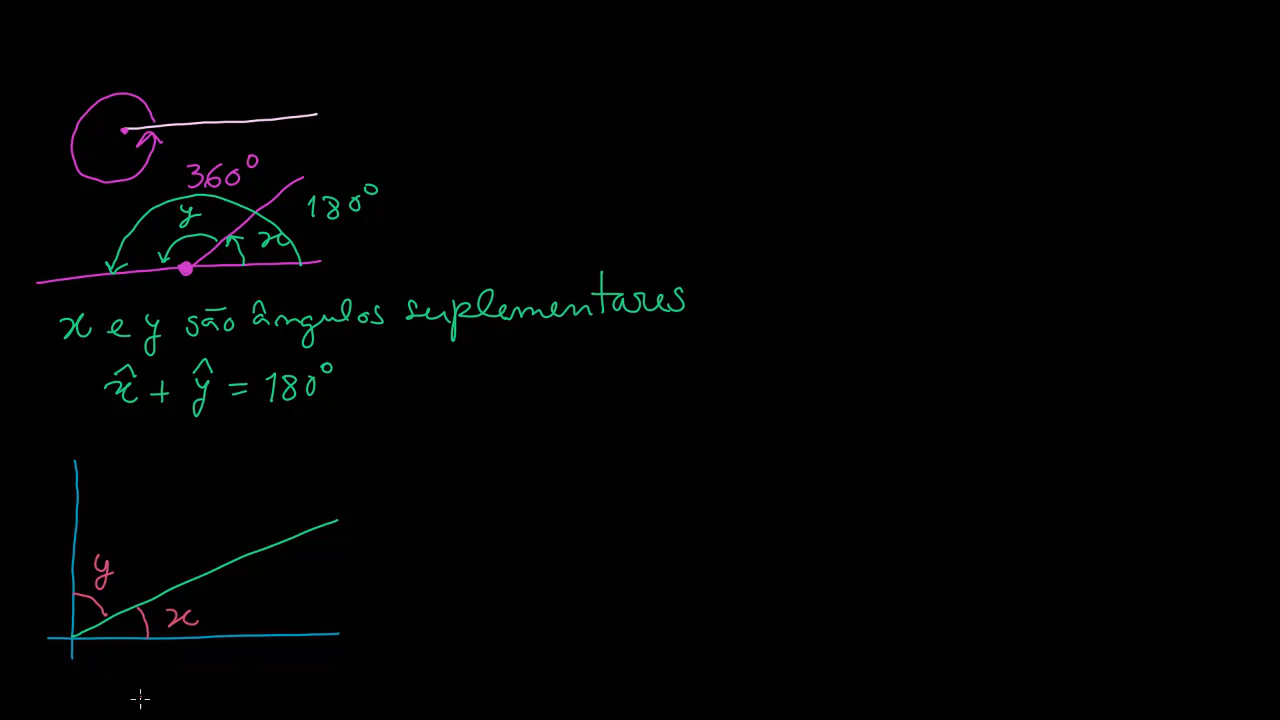 360°
180°
y
x
x e y são ângulos suplementares
x̂ + ŷ = 180°
y
x